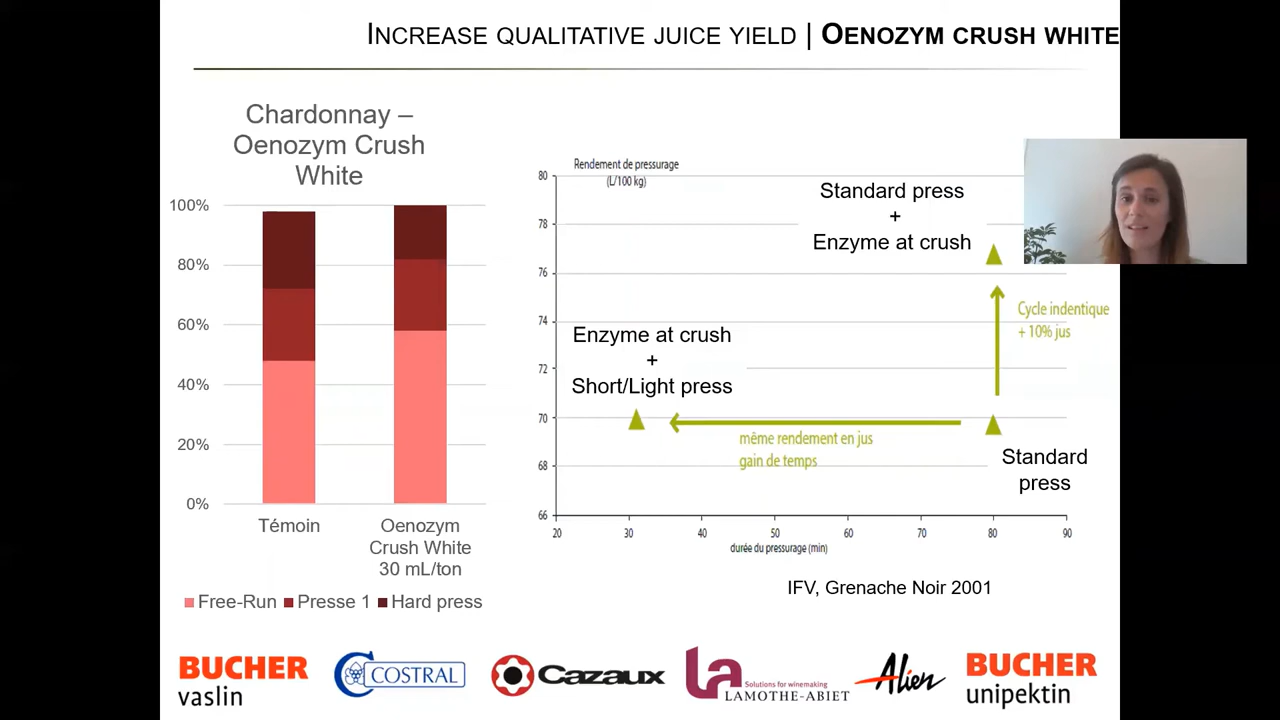 INCREASE QUALITATIVE JUICE YIELD | OENOZYM CRUSH WHITE
Chardonnay –
Oenozym Crush
White
100%
80%
60%
40%
20%
0%
Témoin
Oenozym
Crush White
30 mL/ton
Free-Run Presse 1 Hard press
Rendement de pressurage
(L/100 kg)
80
78
76
74
72
70
68
66
20 30 40 50 60 70 80 90
durée du pressurage (min)
Standard press
+
Enzyme at crush
Cycle indentique
+ 10% jus
Enzyme at crush
+
Short/Light press
même rendement en jus
gain de temps
Standard
press
IFV, Grenache Noir 2001
BUCHER
vaslin
COSTRAL
Cazaux
La
Solutions for winemaking
LAMOTHE-ABIET
Alien
BUCHER
unipektin